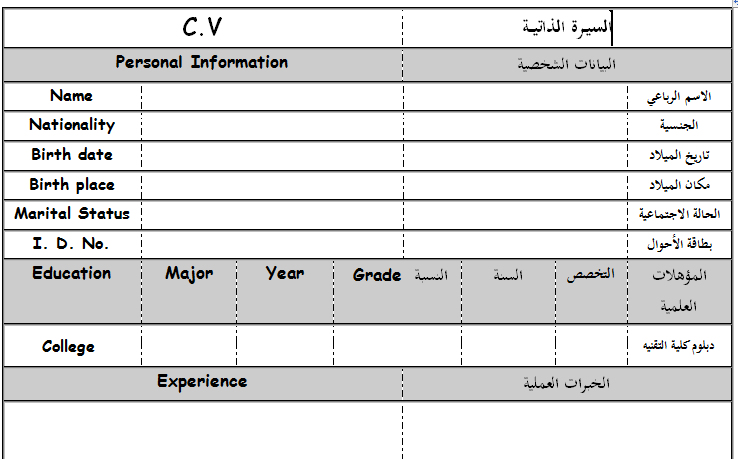 C.V السيرة الذاتية
Personal Information البيانات الشخصية
Name الاسم الرباعي
Nationality الجنسية
Birth date تاريخ الميلاد
Birth place مكان الميلاد
Marital Status الحالة الاجتماعية
I. D. No. بطاقة الأحوال
Education Major Year Grade النسبة السنة التخصص المؤهلات
العلمية
College دبلوم كلية التقنيه
Experience الخبرات العملية